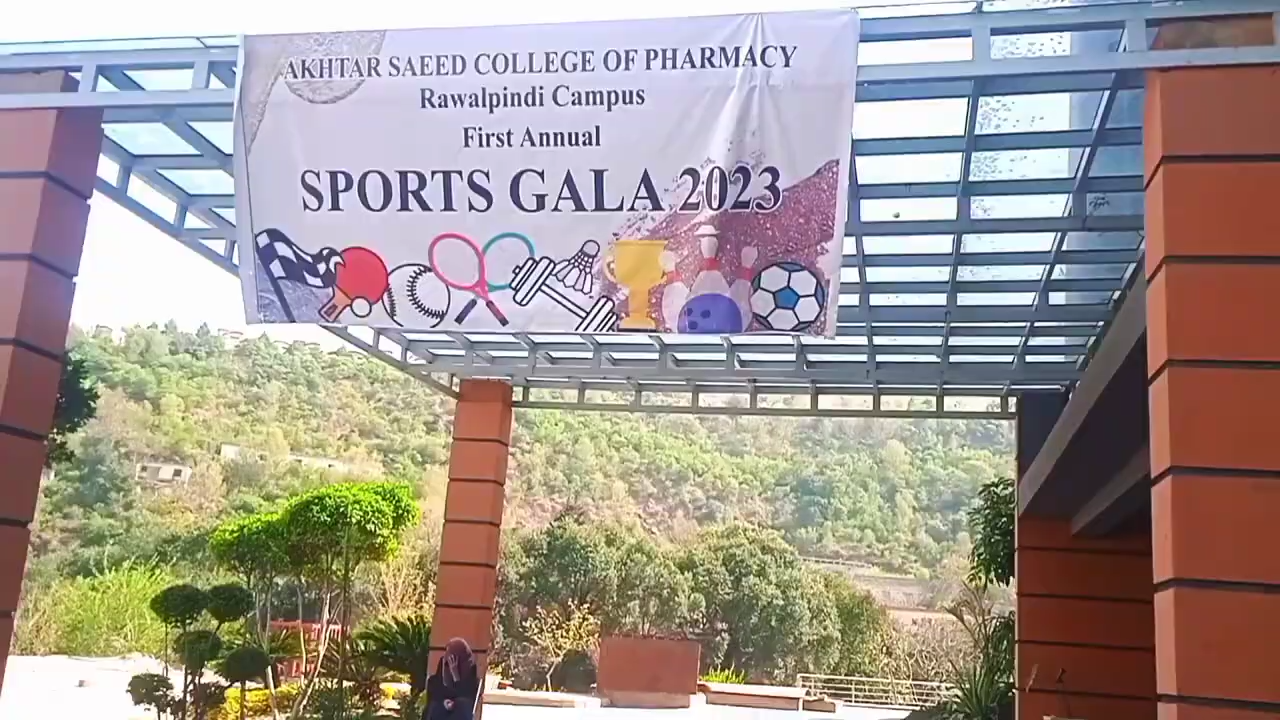 AKHTAR SAEED COLLEGE OF PHARMACY
Rawalpindi Campus
First Annual
SPORTS GALA 2023